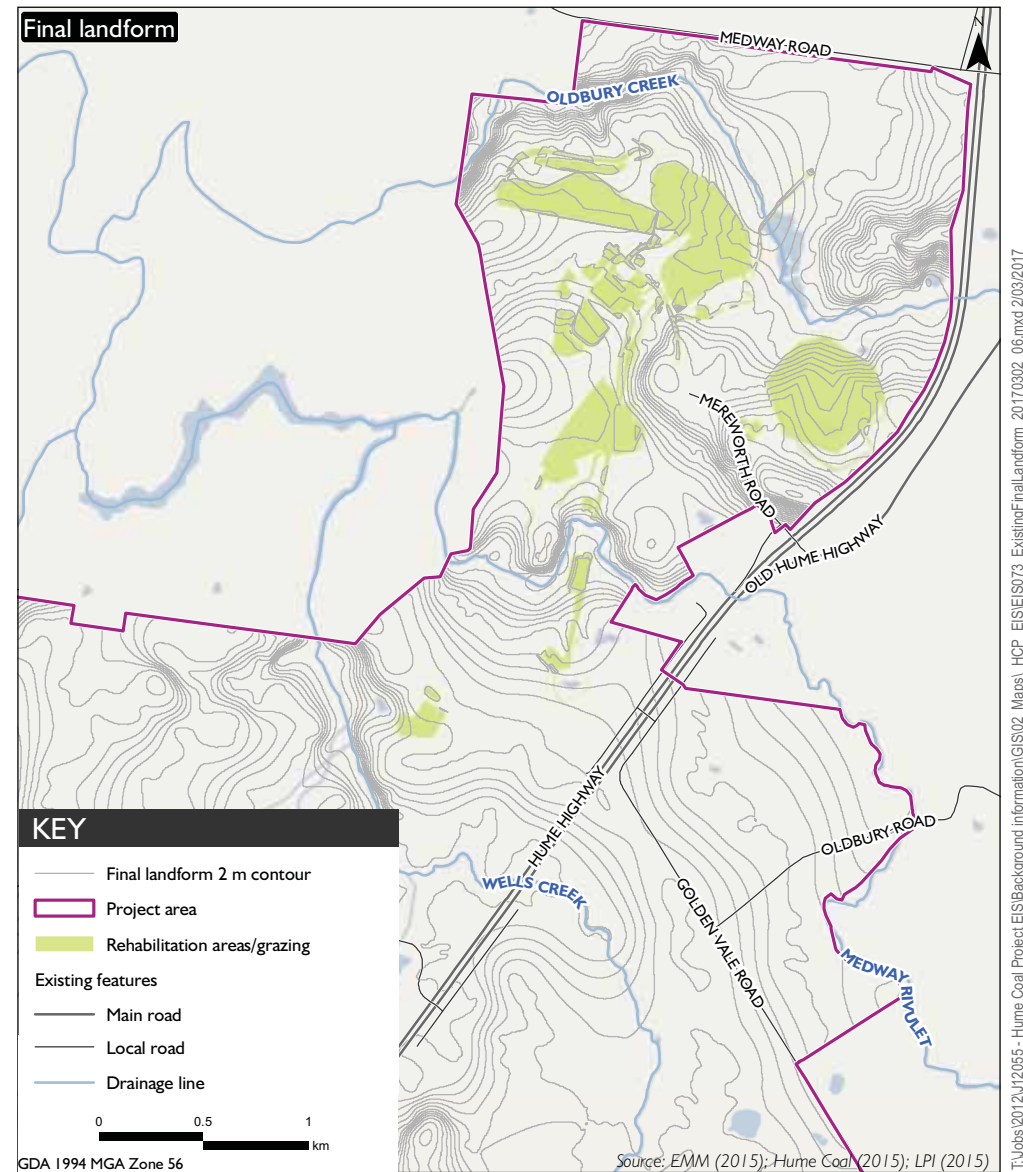 Final landform
MEDWAY ROAD
N
OLDBURY CREEK
MEREWORTH ROAD
OLD HUME HIGHWAY
HUME HIGHWAY
OLDBURY ROAD
WELLS CREEK
GOLDEN VALE ROAD
MEDWAY RIVULET
KEY
Final landform 2 m contour
Project area
Rehabilitation areas/grazing
Existing features
Main road
Local road
Drainage line
0 0.5 1
km
GDA 1994 MGA Zone 56
Source: EMM (2015); Hume Coal (2015); LPI (2015)
T:\Jobs\2012\J12055 - Hume Coal Project EIS\Background information\GIS\02_Maps\_HCP_EIS\EIS073_ExistingFinalLandform_20170302_06.mxd 2/03/2017